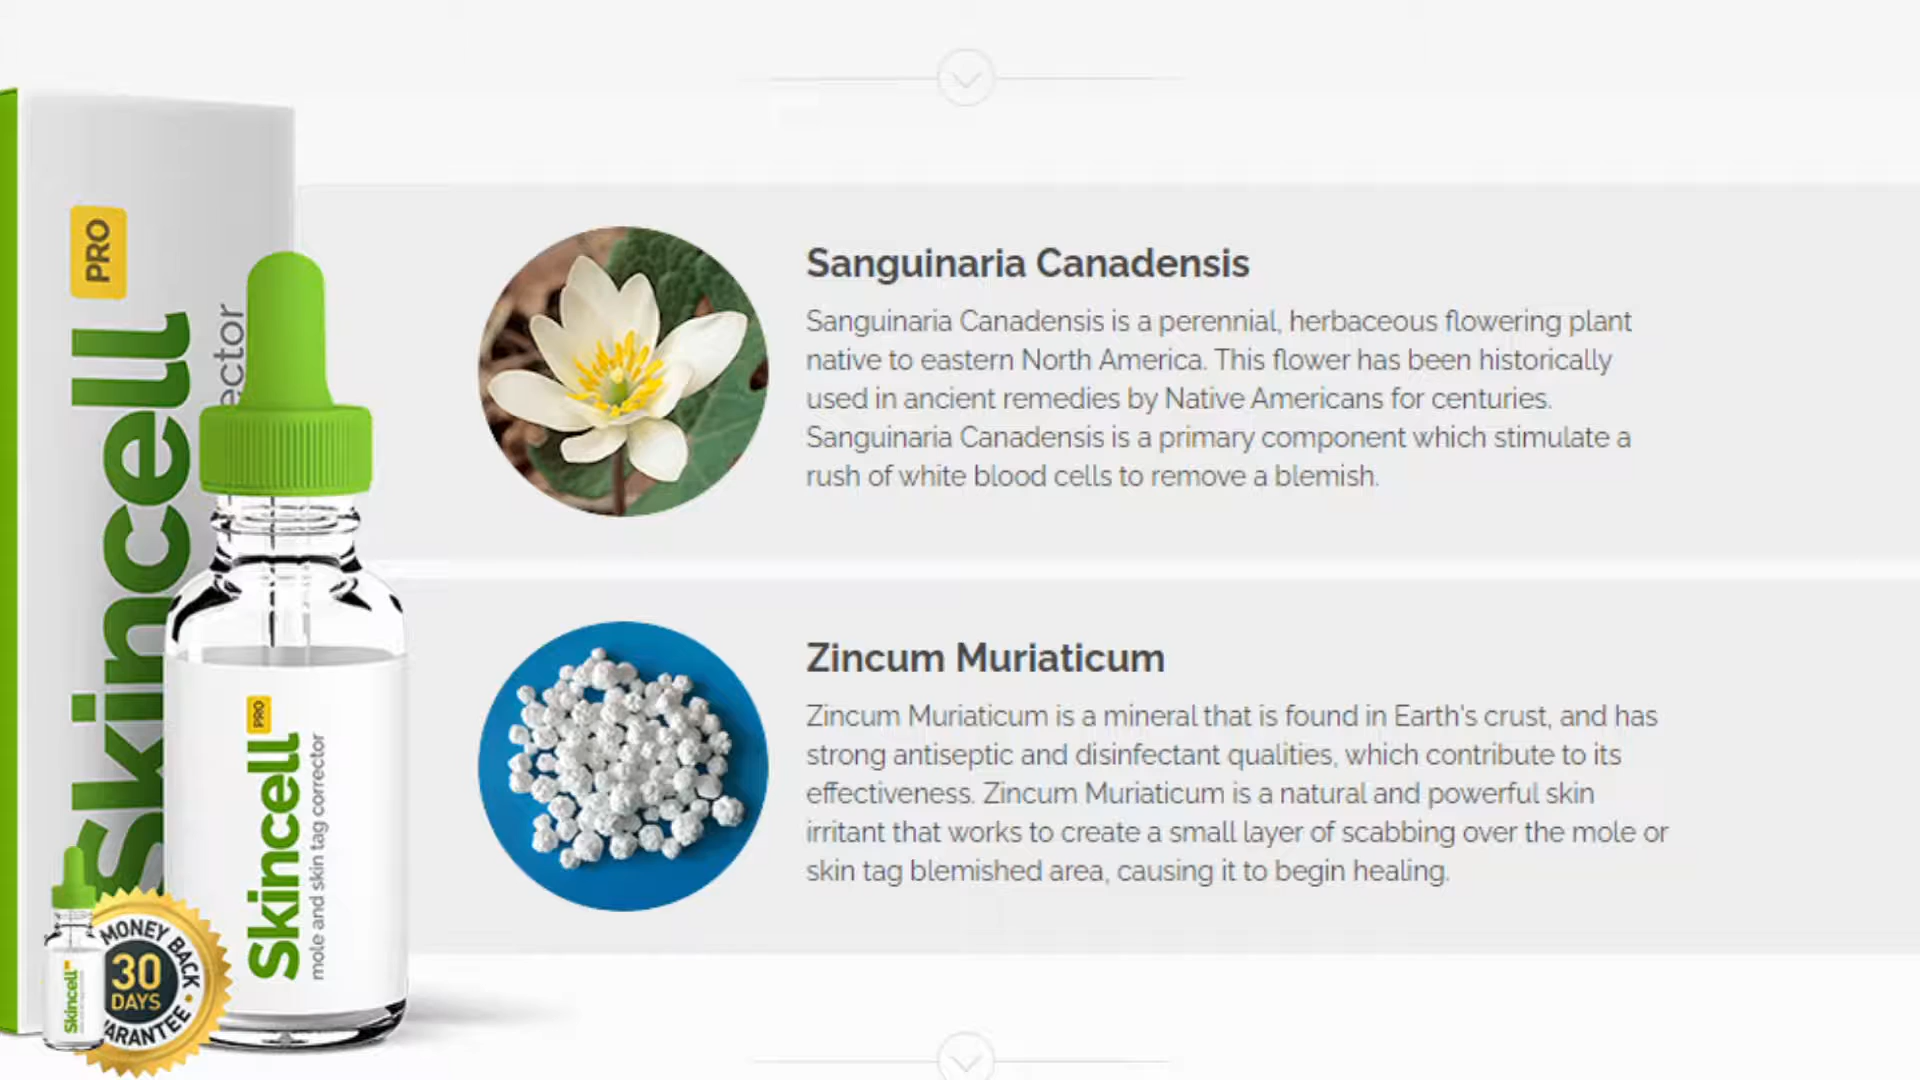 Skincell PRO
ector
Skincell PRO
mole and skin tag corrector
Skincell
MONEY BACK
30
DAYS
ARANTEE
Sanguinaria Canadensis
Sanguinaria Canadensis is a perennial, herbaceous flowering plant
native to eastern North America. This flower has been historically
used in ancient remedies by Native Americans for centuries.
Sanguinaria Canadensis is a primary component which stimulate a
rush of white blood cells to remove a blemish.
Zincum Muriaticum
Zincum Muriaticum is a mineral that is found in Earth's crust, and has
strong antiseptic and disinfectant qualities, which contribute to its
effectiveness. Zincum Muriaticum is a natural and powerful skin
irritant that works to create a small layer of scabbing over the mole or
skin tag blemished area, causing it to begin healing.